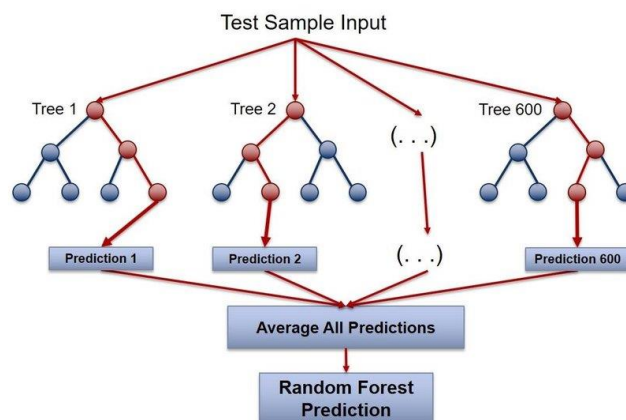 Test Sample Input
Tree 1
Tree 2
(. . .)
Tree 600
Prediction 1
Prediction 2
(. . .)
Prediction 600
Average All Predictions
Random Forest
Prediction